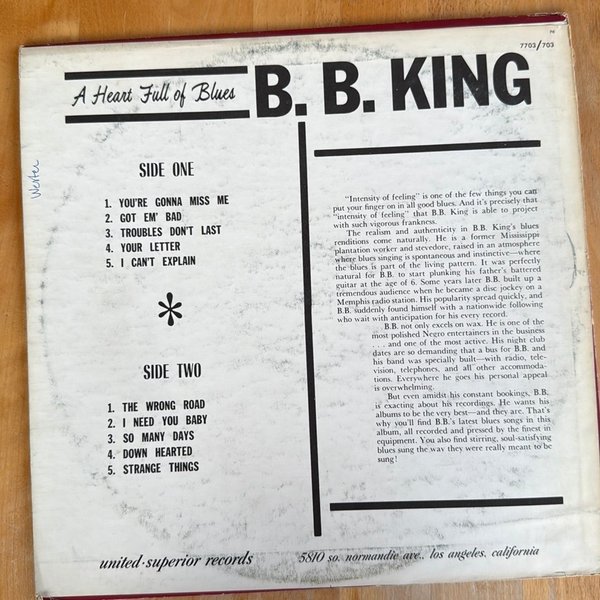 PE
7703/703
A Heart Full of Blues B. B. KING
Wexter
SIDE ONE
1. YOU'RE GONNA MISS ME
2. GOT EM' BAD
3. TROUBLES DON'T LAST
4. YOUR LETTER
5. I CAN'T EXPLAIN
*
SIDE TWO
1. THE WRONG ROAD
2. I NEED YOU BABY
3. SO MANY DAYS
4. DOWN HEARTED
5. STRANGE THINGS
"Intensity of feeling" is one of the few things you can
put your finger on in all good blues. And it's precisely that
"intensity of feeling" that B.B. King is able to project
with such vigorous frankness.
The realism and authenticity in B.B. King's blues
renditions come naturally. He is a former Mississippi
plantation worker and stevedore, raised in an atmosphere
where blues singing is spontaneous and instinctive—where
the blues is part of the living pattern. It was perfectly
natural for B.B. to start plunking his father's battered
guitar at the age of 6. Some years later B.B. built up a
tremendous audience when he became a disc jockey on a
Memphis radio station. His popularity spread quickly, and
B.B. suddenly found himself with a nationwide following
who wait with anticipation for his every record.
B.B. not only excels on wax. He is one of the
most polished Negro entertainers in the business
. . . and one of the most active. His night club
dates are so demanding that a bus for B.B. and
his band was specially built—with radio, tele-
vision, telephones, and all other accommoda-
tions. Everywhere he goes his personal appeal
is overwhelming.
But even amidst his constant bookings, B.B.
is exacting about his recordings. He wants his
albums to be the very best—and they are. That's
why you'll find B.B.'s latest blues songs in this
album, all recorded and pressed by the finest in
equipment. You also find stirring, soul-satisfying
blues sung the way they were really meant to be
sung!
united·superior records 5810 so. normandie ave., los angeles, california